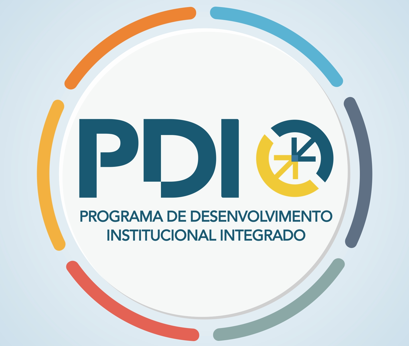 PDI
PROGRAMA DE DESENVOLVIMENTO
INSTITUCIONAL INTEGRADO